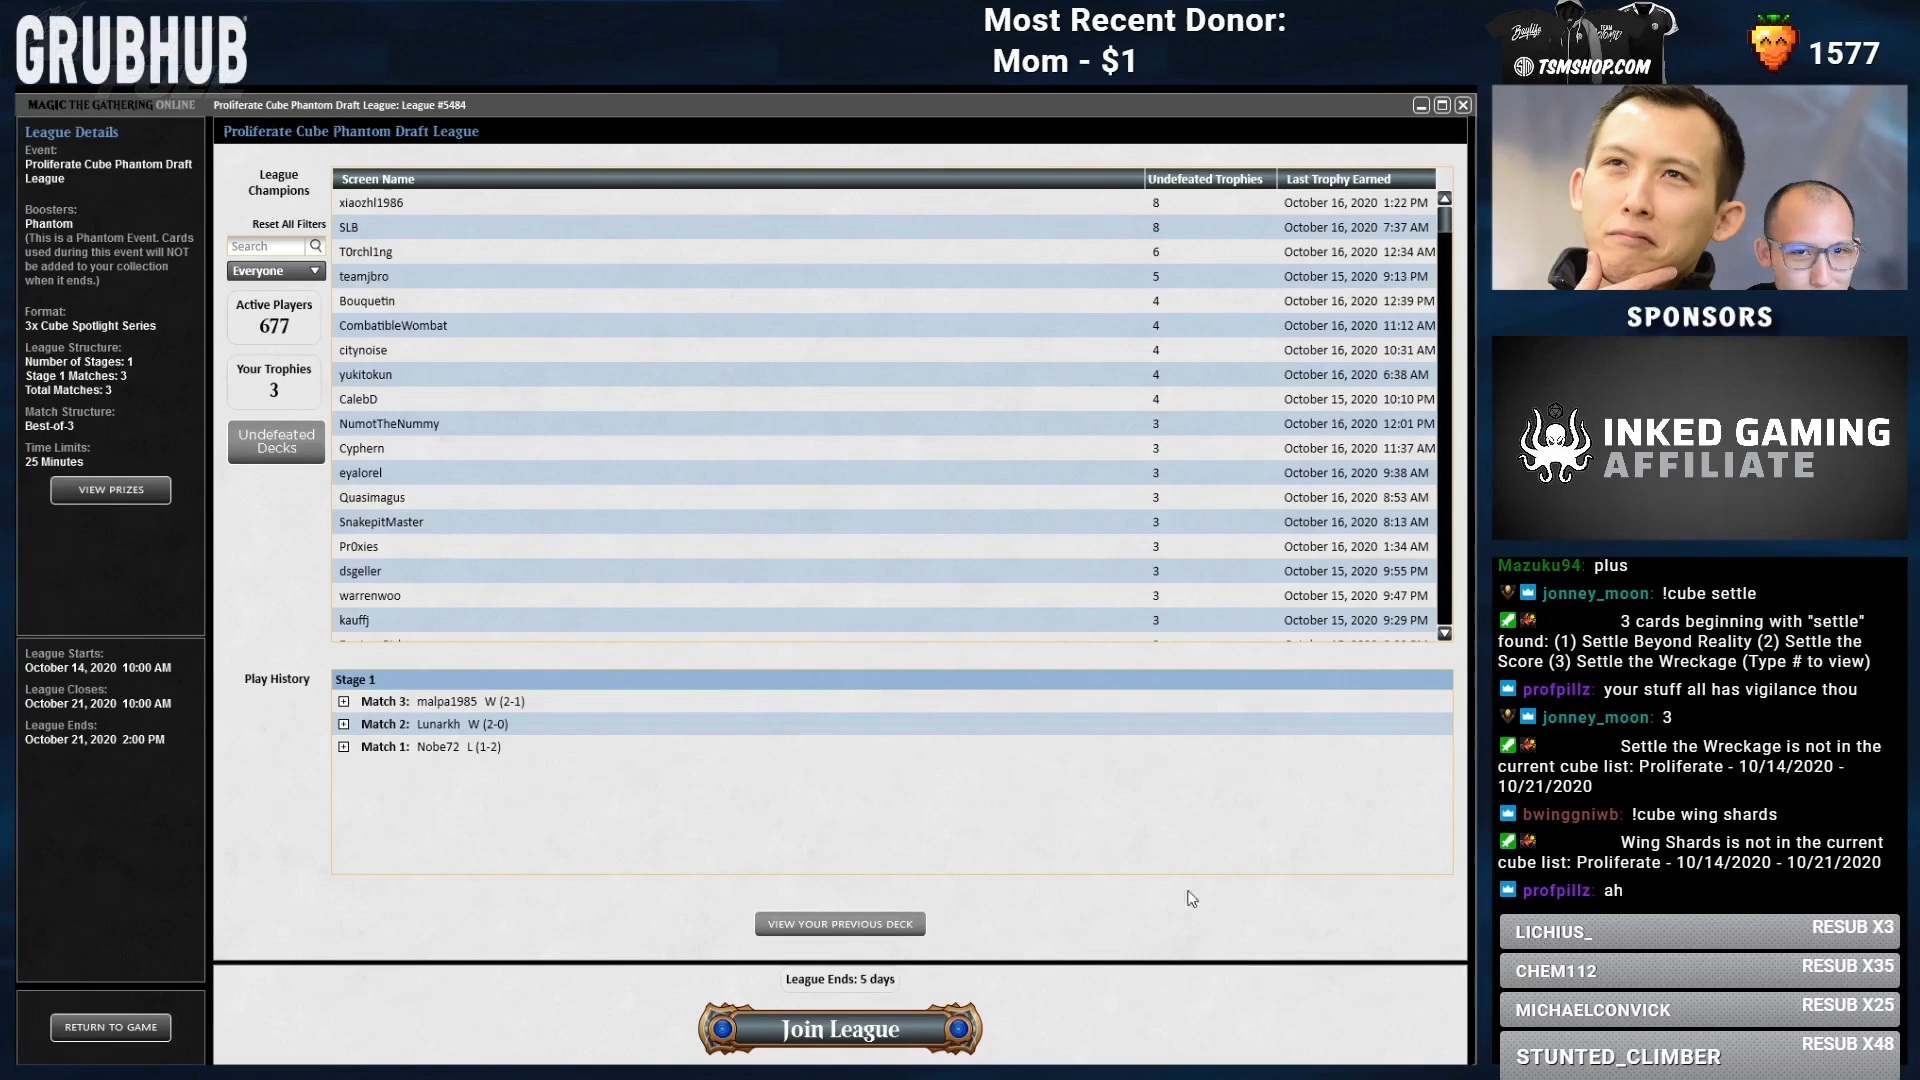 GRUBHUB
Most Recent Donor:
Mom - $1
TSMSHOP.COM
1577
MAGIC THE GATHERING ONLINE
Proliferate Cube Phantom Draft League: League #5484
League Details
Event:
Proliferate Cube Phantom Draft
League
Boosters:
Phantom
(This is a Phantom Event. Cards
used during this event will NOT
be added to your collection
when it ends.)
Format:
3x Cube Spotlight Series
League Structure:
Number of Stages: 1
Stage 1 Matches: 3
Total Matches: 3
Match Structure:
Best-of-3
Time Limits:
25 Minutes
VIEW PRIZES
League Starts:
October 14, 2020 10:00 AM
League Closes:
October 21, 2020 10:00 AM
League Ends:
October 21, 2020 2:00 PM
RETURN TO GAME
Proliferate Cube Phantom Draft League
League
Champions
Reset All Filters
Search
Everyone
Active Players
677
Your Trophies
3
Undefeated
Decks
Screen Name Undefeated Trophies Last Trophy Earned
xiaozhl1986 8 October 16, 2020 1:22 PM
SLB 8 October 16, 2020 7:37 AM
T0rchl1ng 6 October 16, 2020 12:34 AM
teamjbro 5 October 15, 2020 9:13 PM
Bouquetin 4 October 16, 2020 12:39 PM
CombatibleWombat 4 October 16, 2020 11:12 AM
citynoise 4 October 16, 2020 10:31 AM
yukitokun 4 October 16, 2020 6:38 AM
CalebD 4 October 15, 2020 10:10 PM
NumotTheNummy 3 October 16, 2020 12:01 PM
Cyphern 3 October 16, 2020 11:37 AM
eyalorel 3 October 16, 2020 9:38 AM
Quasimagus 3 October 16, 2020 8:53 AM
SnakepitMaster 3 October 16, 2020 8:13 AM
Pr0xies 3 October 16, 2020 1:34 AM
dsgeller 3 October 15, 2020 9:55 PM
warrenwoo 3 October 15, 2020 9:47 PM
kauffj 3 October 15, 2020 9:29 PM
Play History
Stage 1
Match 3: malpa1985 W (2-1)
Match 2: Lunarkh W (2-0)
Match 1: Nobe72 L (1-2)
VIEW YOUR PREVIOUS DECK
League Ends: 5 days
Join League
SPONSORS
INKED GAMING
AFFILIATE
Mazuku94: plus
jonney_moon: !cube settle
3 cards beginning with "settle"
found: (1) Settle Beyond Reality (2) Settle the
Score (3) Settle the Wreckage (Type # to view)
profpillz: your stuff all has vigilance thou
jonney_moon: 3
Settle the Wreckage is not in the
current cube list: Proliferate - 10/14/2020 -
10/21/2020
bwinggniwb: !cube wing shards
Wing Shards is not in the current
cube list: Proliferate - 10/14/2020 - 10/21/2020
profpillz: ah
LICHIUS_ RESUB X3
CHEM112 RESUB X35
MICHAELCONVICK RESUB X25
STUNTED_CLIMBER RESUB X48